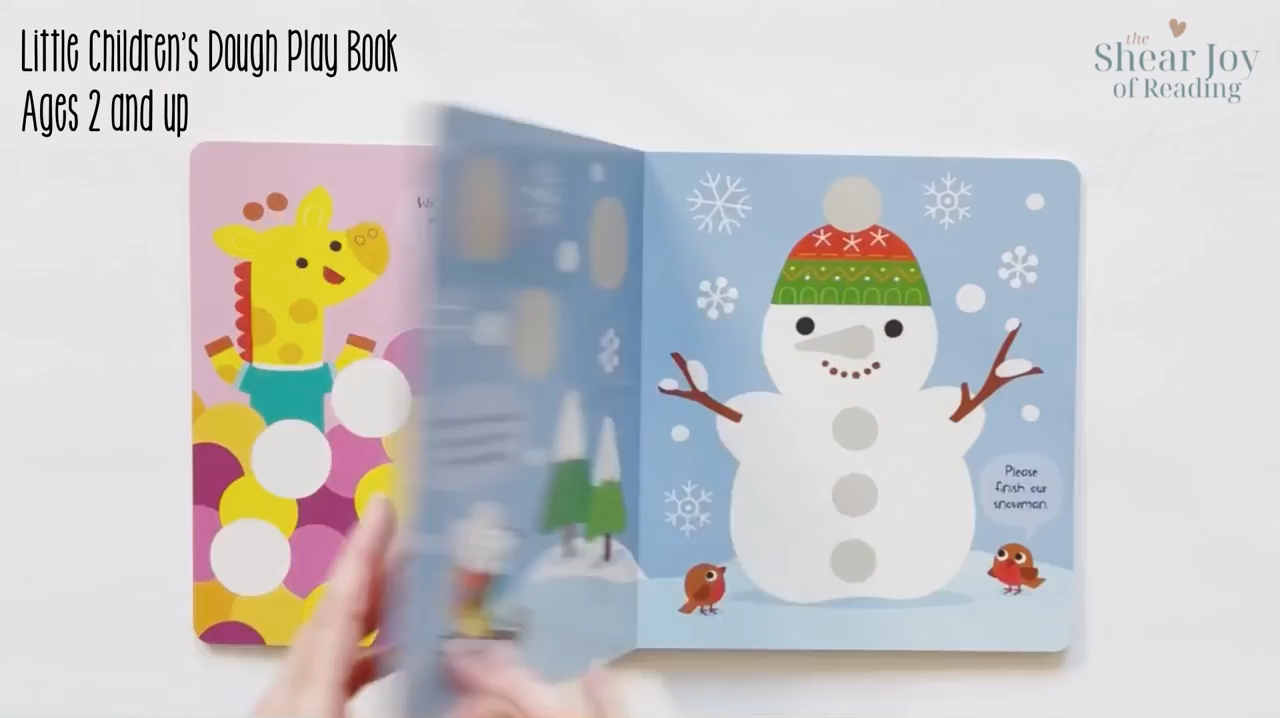 Little Children's Dough Play Book
Ages 2 and up
the
Shear Joy
of Reading
Please
finish our
snowman.